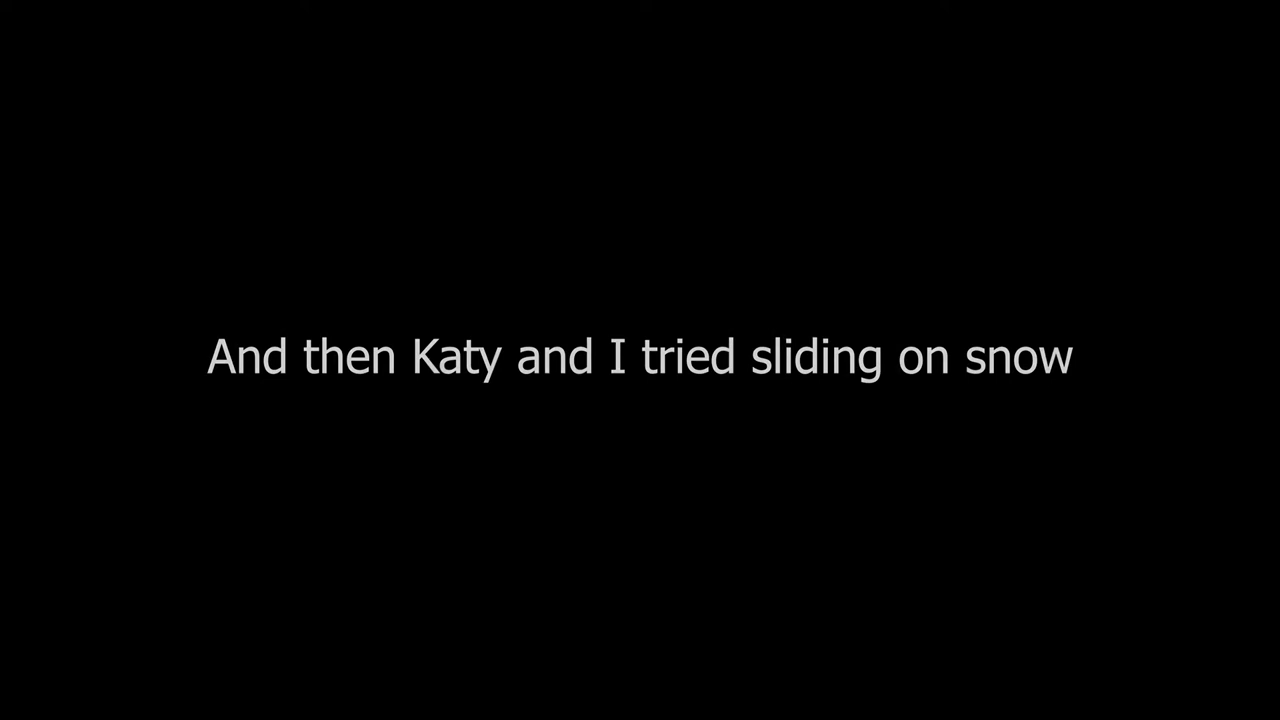 And then Katy and I tried sliding on snow